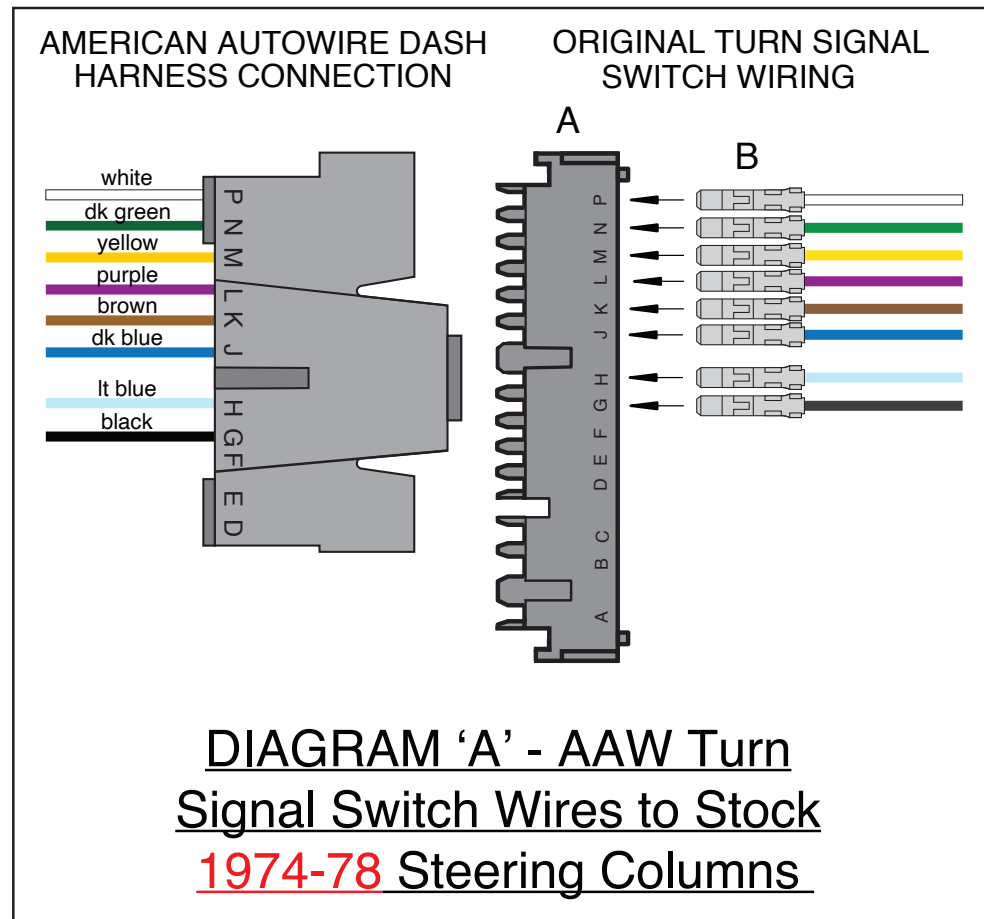 AMERICAN AUTOWIRE DASH
HARNESS CONNECTION
white
dk green
yellow
purple
brown
dk blue
lt blue
black
P
N
M
L
K
J
H
G
F
E
D
ORIGINAL TURN SIGNAL
SWITCH WIRING
A
B
P
N
M
L
K
J
H
G
F
E
D
C
B
A
DIAGRAM ‘A’ - AAW Turn
Signal Switch Wires to Stock
1974-78 Steering Columns